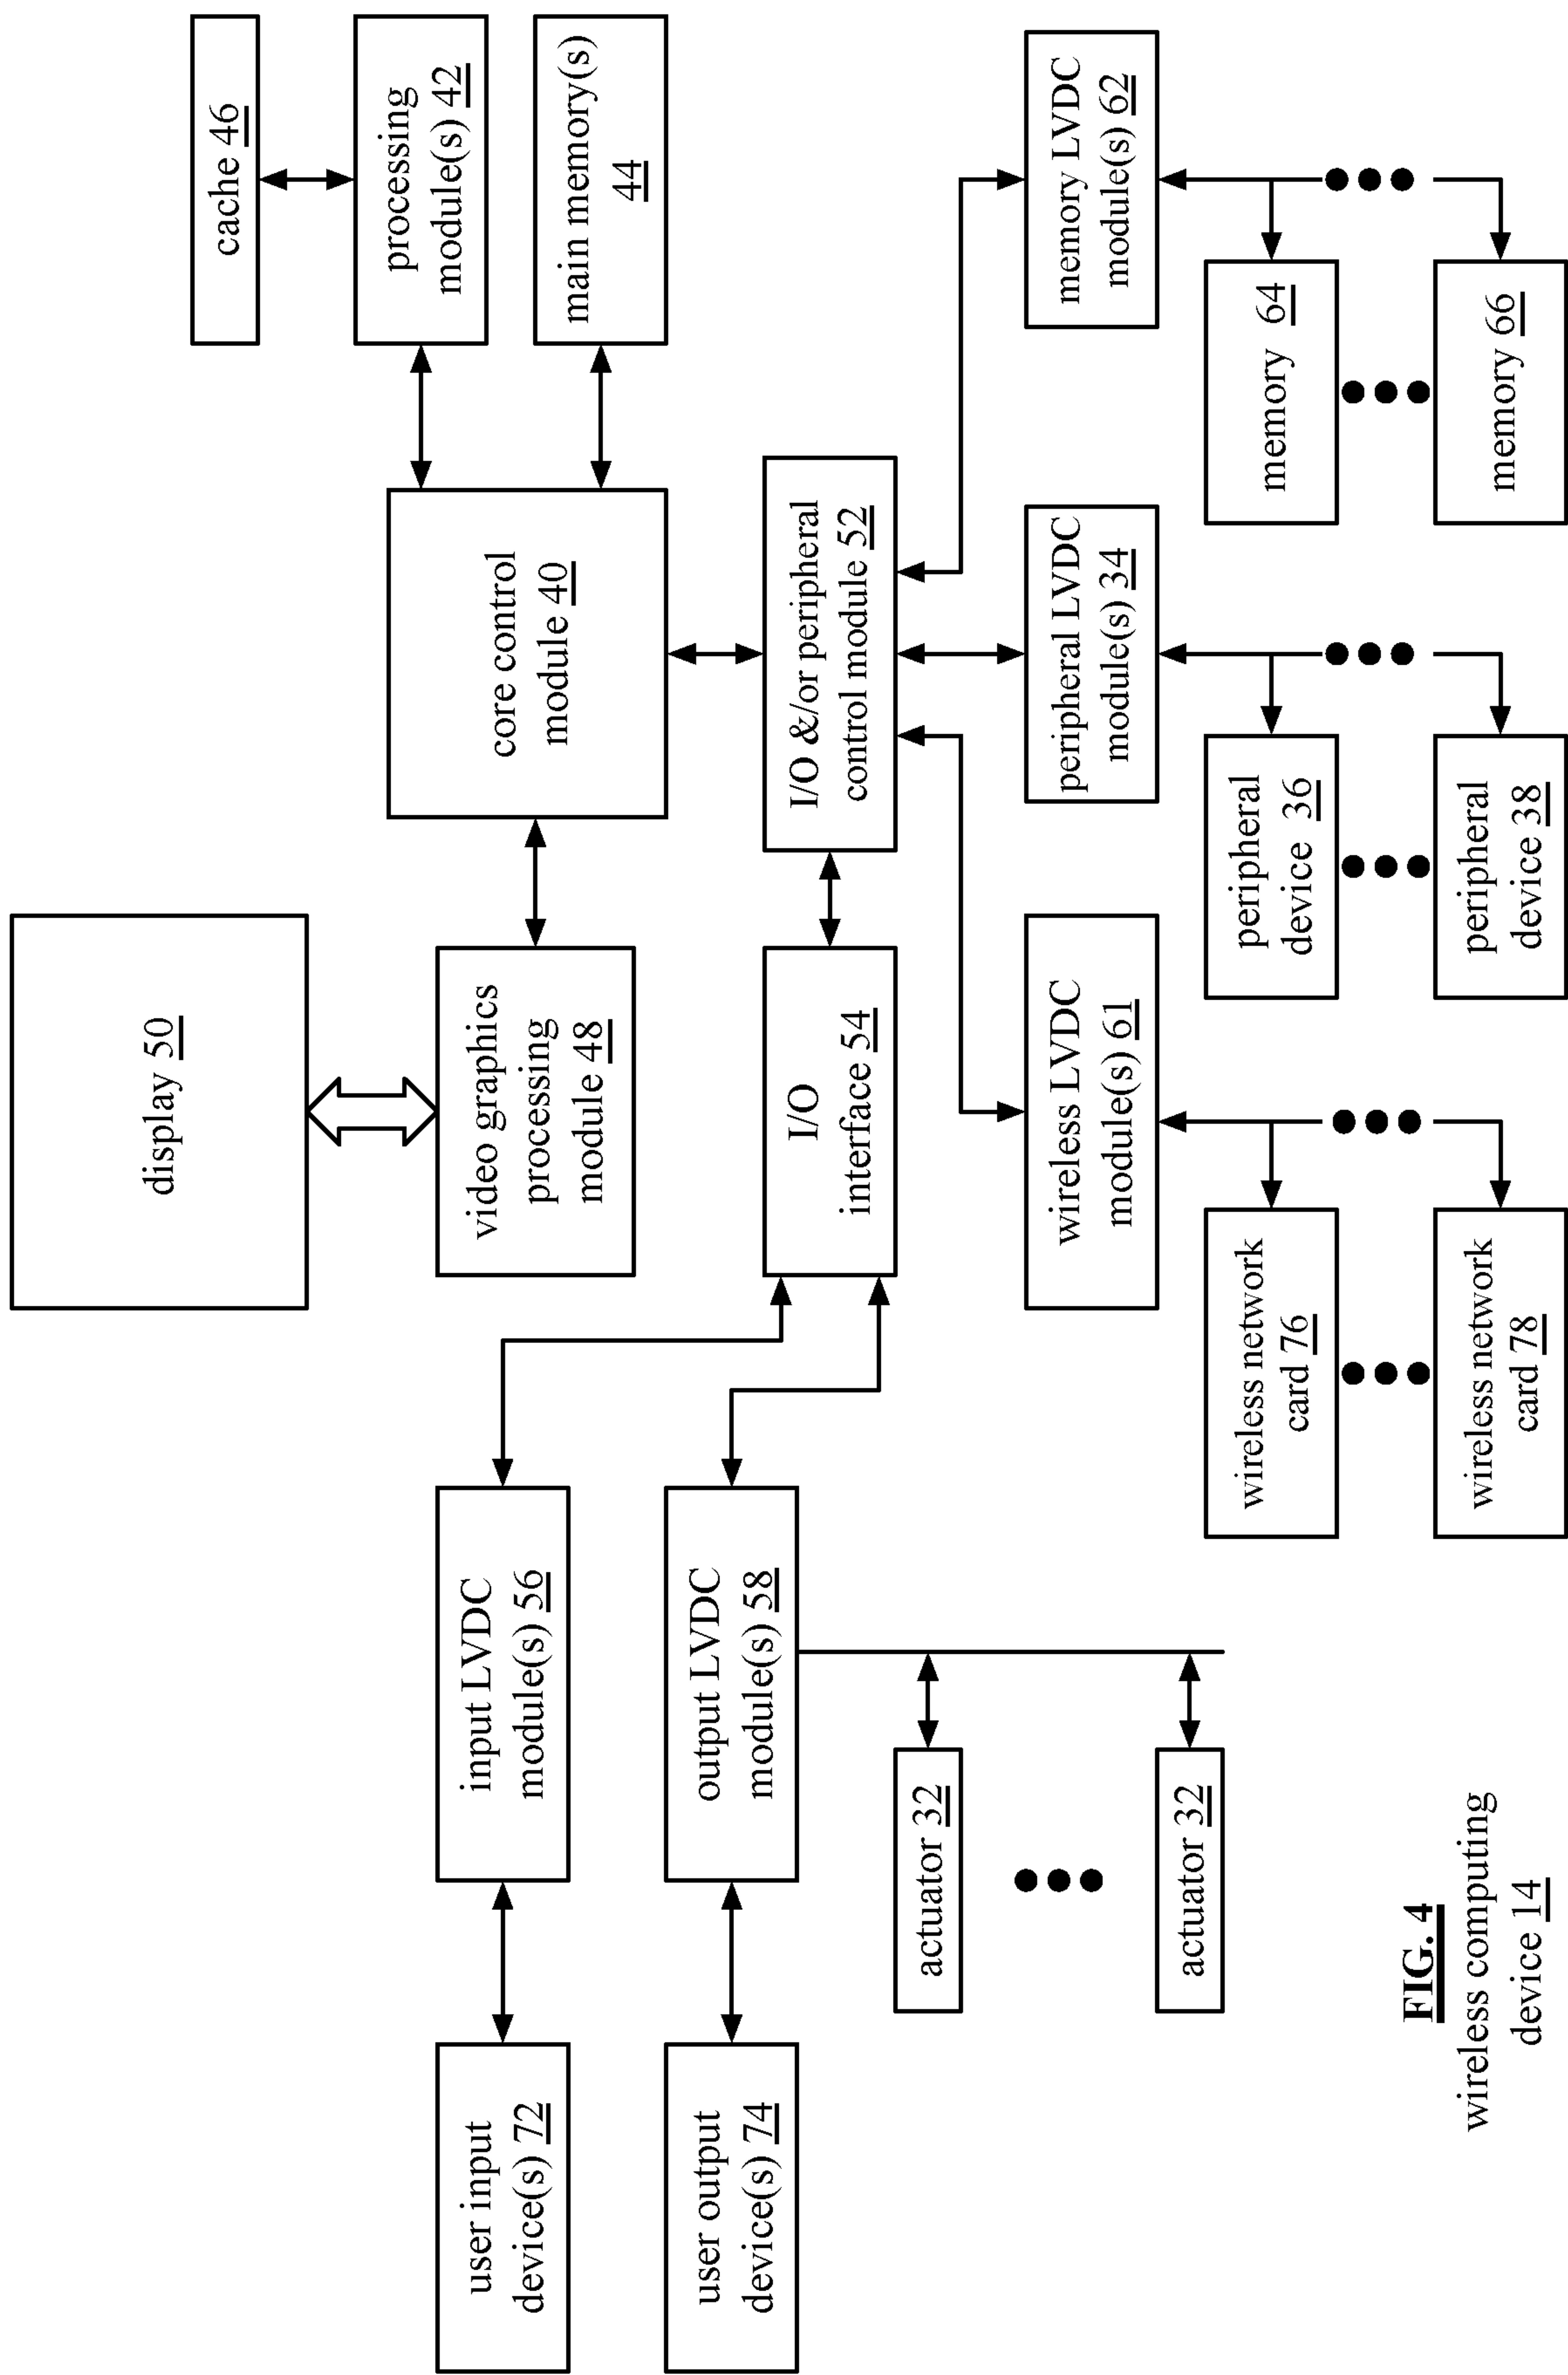 display 50
video graphics
processing
module 48
core control
module 40
cache 46
processing
module(s) 42
main memory(s)
44
user input
device(s) 72
input LVDC
module(s) 56
user output
device(s) 74
output LVDC
module(s) 58
I/O
interface 54
I/O &/or peripheral
control module 52
actuator 32
actuator 32
wireless LVDC
module(s) 61
peripheral LVDC
module(s) 34
memory LVDC
module(s) 62
wireless network
card 76
peripheral
device 36
memory 64
wireless network
card 78
peripheral
device 38
memory 66
FIG. 4
wireless computing
device 14